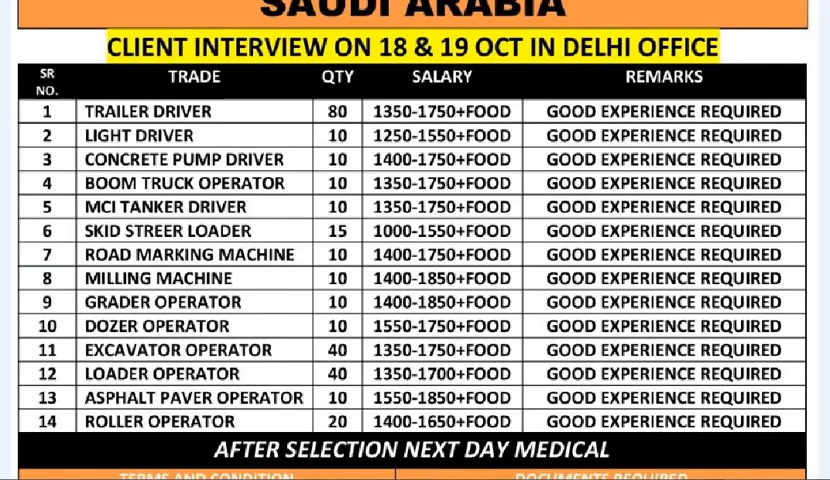 SAUDI ARABIA
CLIENT INTERVIEW ON 18 & 19 OCT IN DELHI OFFICE
SR NO. TRADE QTY SALARY REMARKS
1 TRAILER DRIVER 80 1350-1750+FOOD GOOD EXPERIENCE REQUIRED
2 LIGHT DRIVER 10 1250-1550+FOOD GOOD EXPERIENCE REQUIRED
3 CONCRETE PUMP DRIVER 10 1400-1750+FOOD GOOD EXPERIENCE REQUIRED
4 BOOM TRUCK OPERATOR 10 1350-1750+FOOD GOOD EXPERIENCE REQUIRED
5 MCI TANKER DRIVER 10 1350-1750+FOOD GOOD EXPERIENCE REQUIRED
6 SKID STREER LOADER 15 1000-1550+FOOD GOOD EXPERIENCE REQUIRED
7 ROAD MARKING MACHINE 10 1400-1750+FOOD GOOD EXPERIENCE REQUIRED
8 MILLING MACHINE 10 1400-1850+FOOD GOOD EXPERIENCE REQUIRED
9 GRADER OPERATOR 10 1400-1850+FOOD GOOD EXPERIENCE REQUIRED
10 DOZER OPERATOR 10 1550-1750+FOOD GOOD EXPERIENCE REQUIRED
11 EXCAVATOR OPERATOR 40 1350-1750+FOOD GOOD EXPERIENCE REQUIRED
12 LOADER OPERATOR 40 1350-1700+FOOD GOOD EXPERIENCE REQUIRED
13 ASPHALT PAVER OPERATOR 10 1550-1850+FOOD GOOD EXPERIENCE REQUIRED
14 ROLLER OPERATOR 20 1400-1650+FOOD GOOD EXPERIENCE REQUIRED
AFTER SELECTION NEXT DAY MEDICAL
TERMS AND CONDITION DOCUMENTS REQUIRED